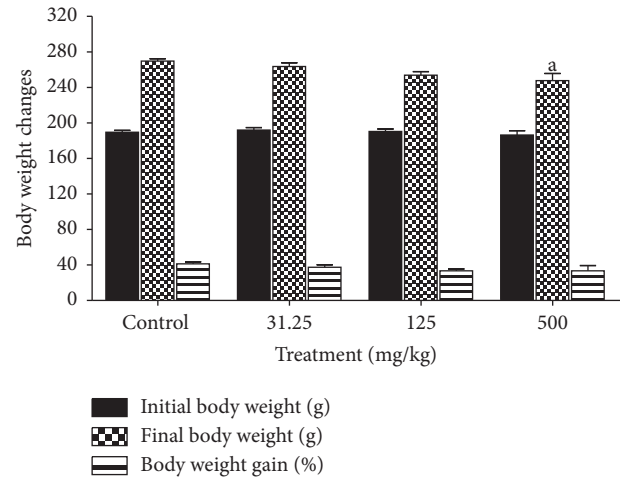 Body weight changes
320
280
240
200
160
120
80
40
0
a
Control 31.25 125 500
Treatment (mg/kg)
Initial body weight (g)
Final body weight (g)
Body weight gain (%)